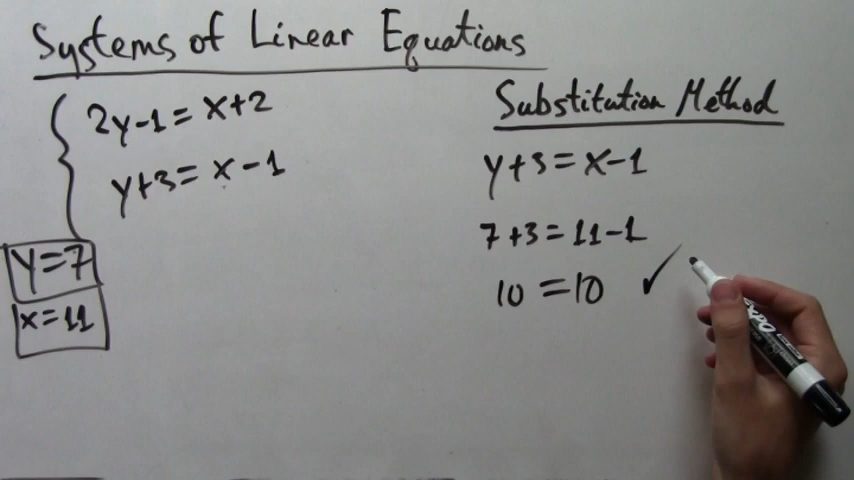 Systems of Linear Equations
2y-1=x+2
y+3=x-1
y=7
x=11
Substitution Method
y+3=x-1
7+3=11-1
10=10 ✓